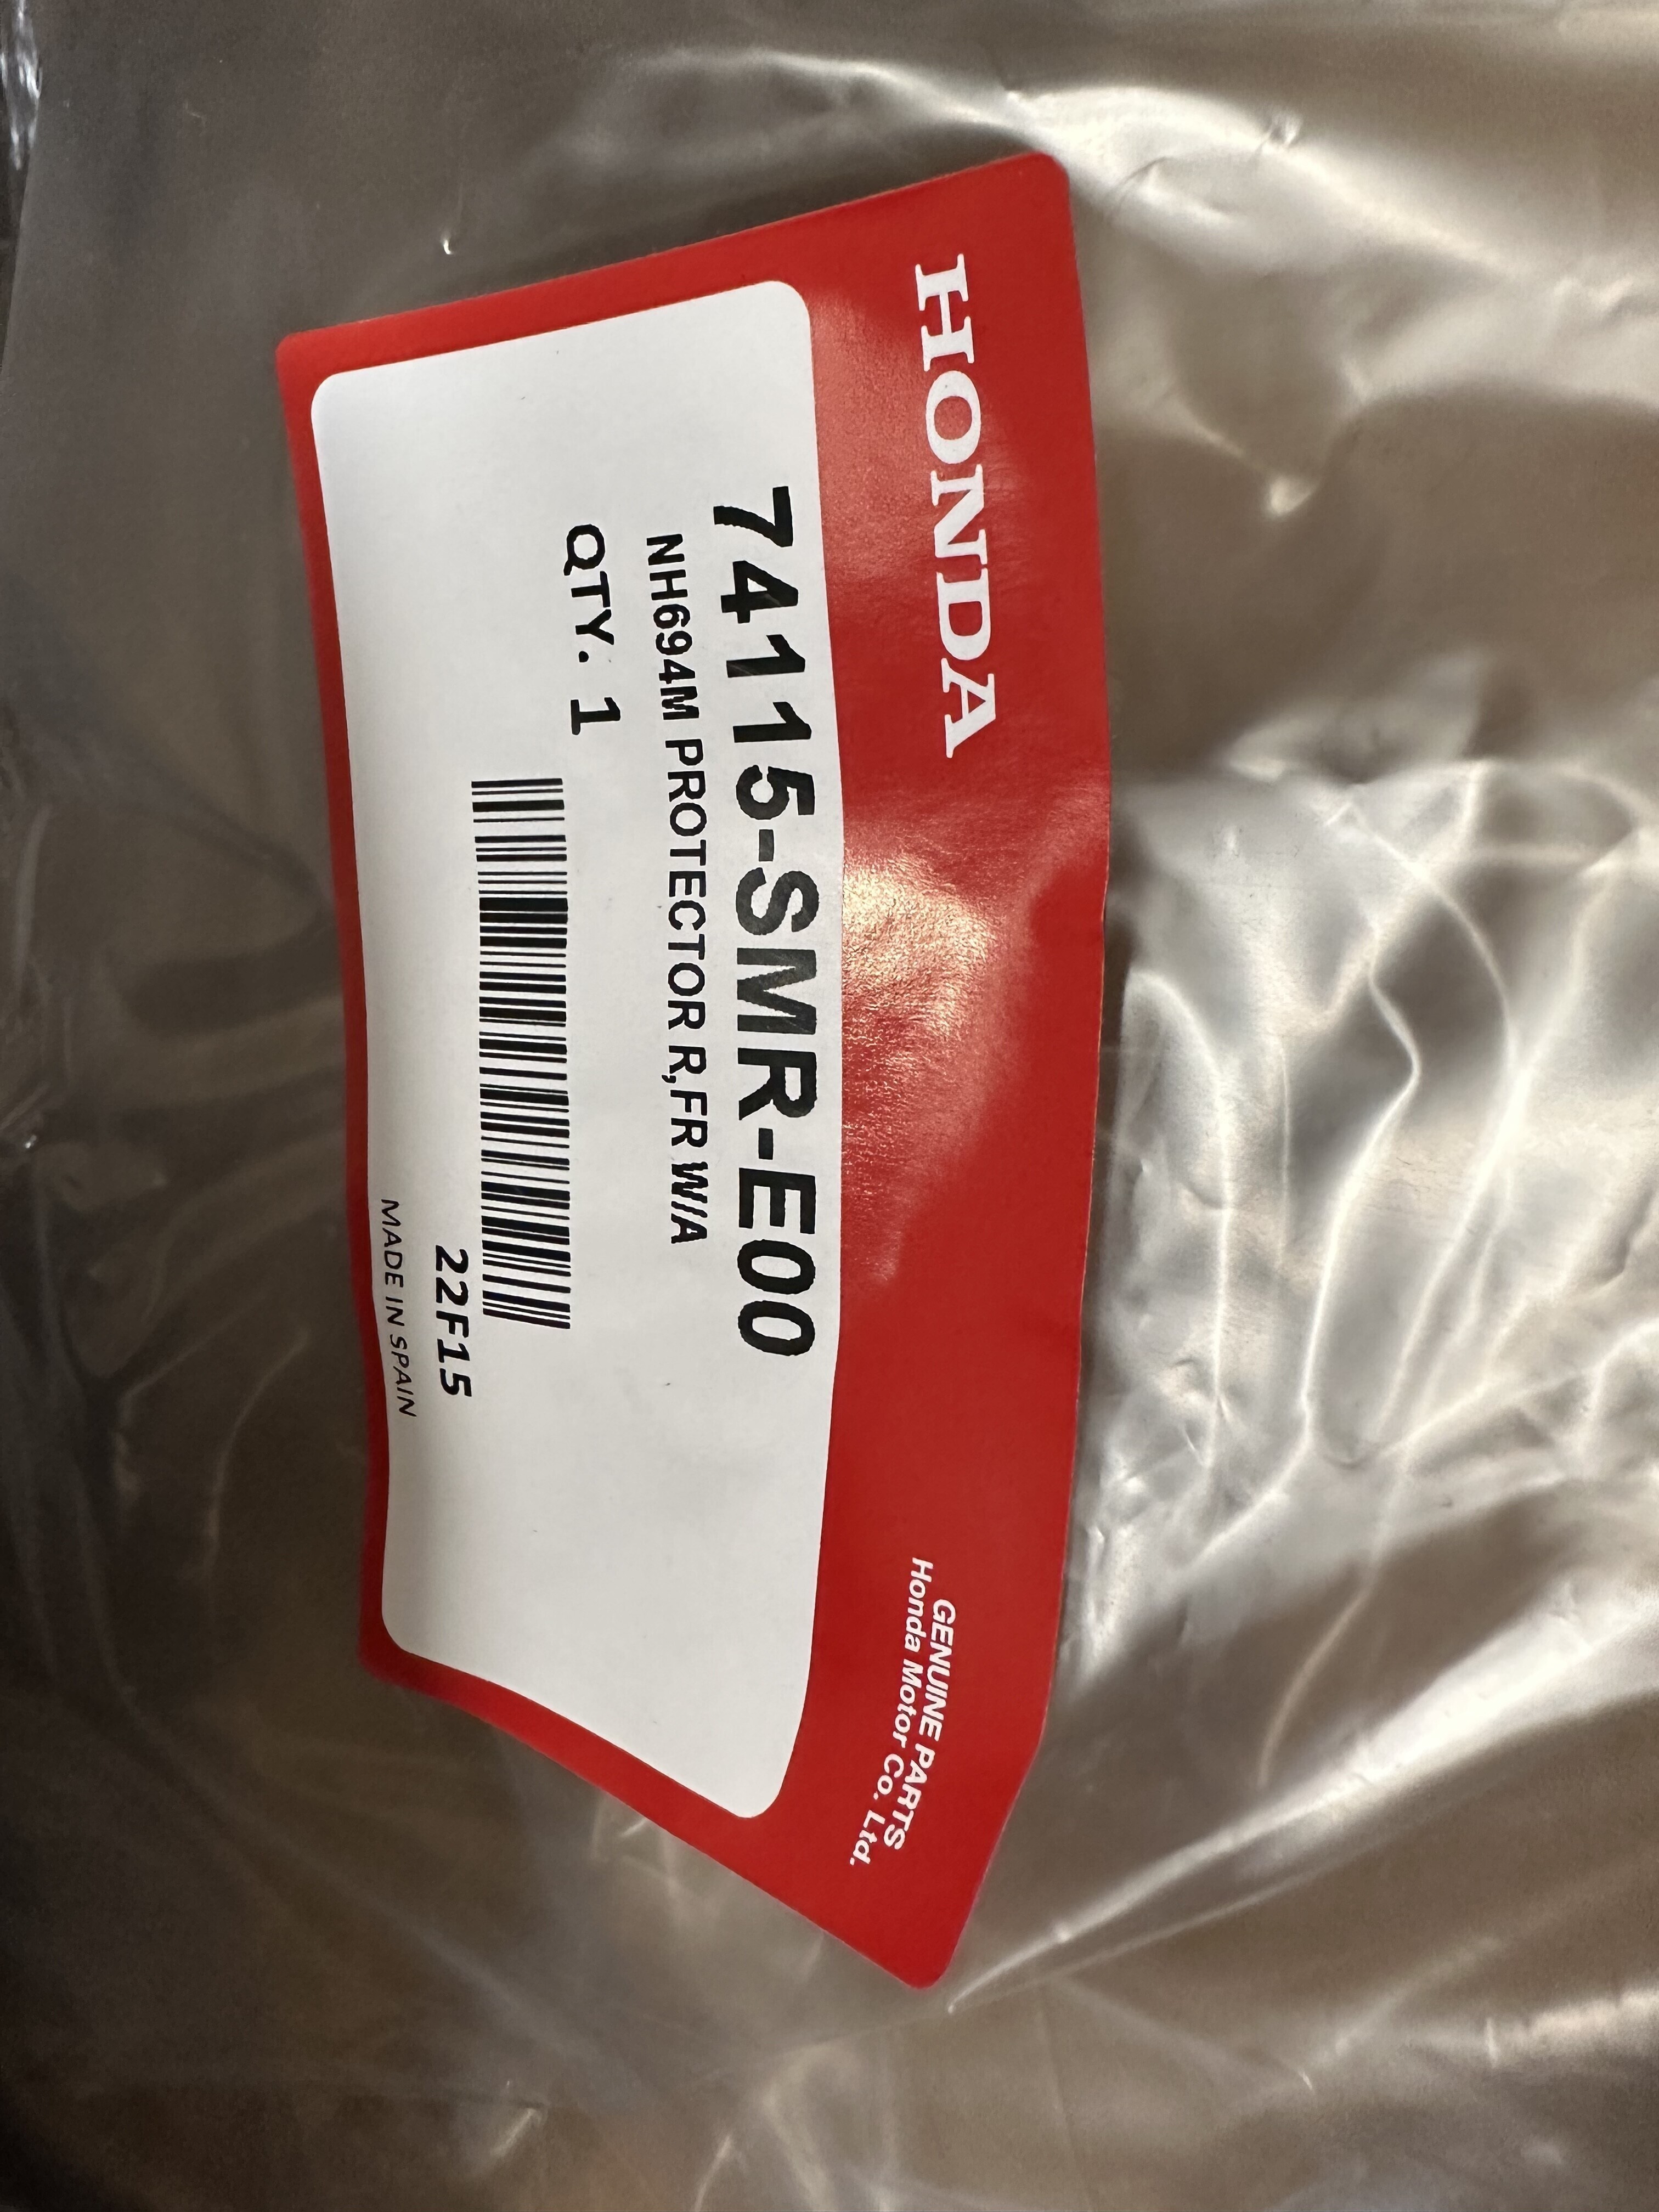 HONDA
GENUINE PARTS
Honda Motor Co. Ltd.
74115-SMR-E00
NH694M PROTECTOR R,FR W/A
QTY. 1
22F15
MADE IN SPAIN